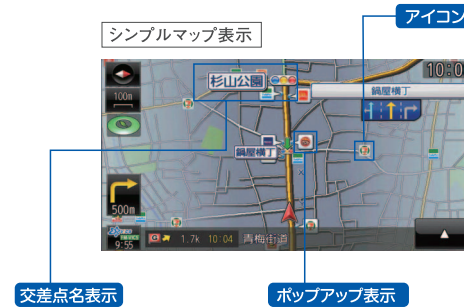 アイコン
シンプルマップ表示
杉山公園
10:0
100m
鍋屋横丁
鍋屋横丁
500m
9:55
1.7k 10:04 青梅街道
交差点名表示
ポップアップ表示